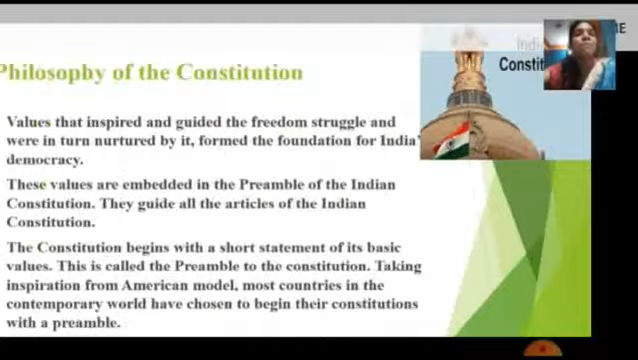 Philosophy of the Constitution
Values that inspired and guided the freedom struggle and
were in turn nurtured by it, formed the foundation for India'
democracy.
These values are embedded in the Preamble of the Indian
Constitution. They guide all the articles of the Indian
Constitution.
The Constitution begins with a short statement of its basic
values. This is called the Preamble to the constitution. Taking
inspiration from American model, most countries in the
contemporary world have chosen to begin their constitutions
with a preamble.
Indi
Constit